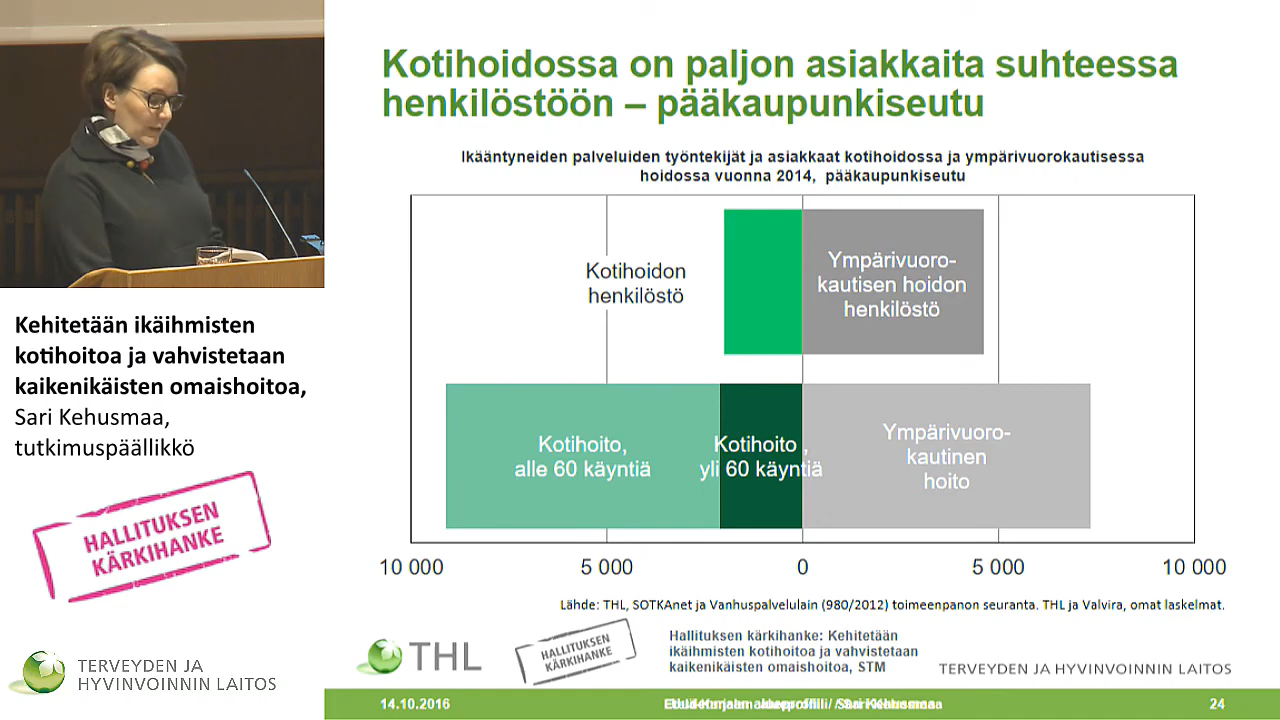 Kotihoidossa on paljon asiakkaita suhteessa
henkilöstöön – pääkaupunkiseutu
Ikääntyneiden palveluiden työntekijät ja asiakkaat kotihoidossa ja ympärivuorokautisessa
hoidossa vuonna 2014, pääkaupunkiseutu
Kotihoidon
henkilöstö
Ympärivuoro-
kautisen hoidon
henkilöstö
Kotihoito,
alle 60 käyntiä
Kotihoito ,
yli 60 käyntiä
Ympärivuoro-
kautinen
hoito
10 000 5 000 0 5 000 10 000
Lähde: THL, SOTKAnet ja Vanhuspalvelulain (980/2012) toimeenpanon seuranta. THL ja Valvira, omat laskelmat.
THL
HALLITUKSEN
KÄRKIHANKE
Hallituksen kärkihanke: Kehitetään
ikäihmisten kotihoitoa ja vahvistetaan
kaikenikäisten omaishoitoa, STM
TERVEYDEN JA HYVINVOINNIN LAITOS
14.10.2016
/ Sari Kehusmaa
24
Kehitetään ikäihmisten
kotihoitoa ja vahvistetaan
kaikenikäisten omaishoitoa,
Sari Kehusmaa,
tutkimuspäällikkö
HALLITUKSEN
KÄRKIHANKE
TERVEYDEN JA
HYVINVOINNIN LAITOS